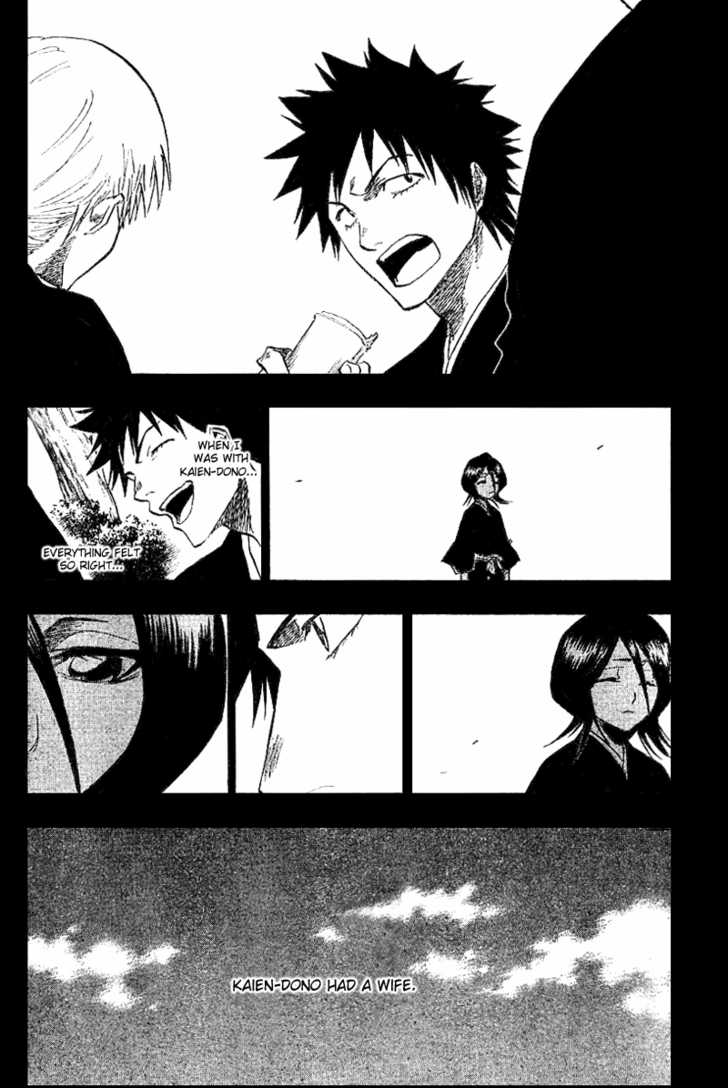 WHEN I
WAS WITH
KAIEN-DONO...
EVERYTHING FELT
SO RIGHT...
KAIEN-DONO HAD A WIFE.